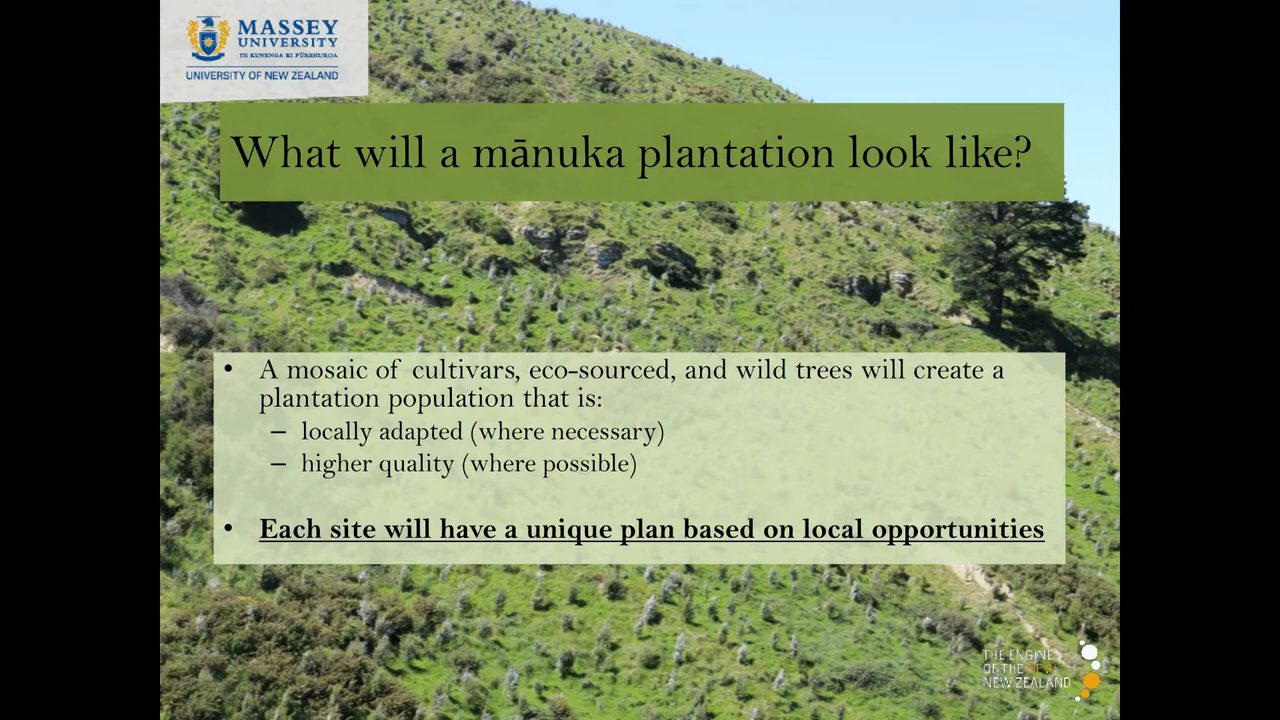 MASSEY
UNIVERSITY
TE KUNENGA KI PŪREHUROA
UNIVERSITY OF NEW ZEALAND
What will a mānuka plantation look like?
• A mosaic of cultivars, eco-sourced, and wild trees will create a
plantation population that is:
– locally adapted (where necessary)
– higher quality (where possible)
• Each site will have a unique plan based on local opportunities
THE ENGINE
OF THE NEW
NEW ZEALAND